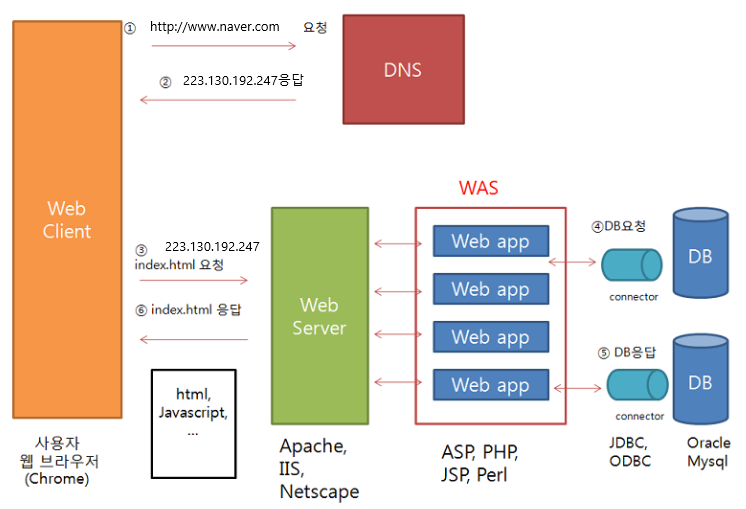 ① http://www.naver.com 요청
② 223.130.192.247응답
DNS
Web
Client
③ 223.130.192.247
index.html 요청
⑥ index.html 응답
html,
Javascript,
...
사용자
웹 브라우저
(Chrome)
Web
Server
Apache,
IIS,
Netscape
WAS
Web app
Web app
Web app
Web app
ASP, PHP,
JSP, Perl
④DB요청
connector
DB
⑤ DB응답
connector
DB
JDBC,
ODBC
Oracle
Mysql